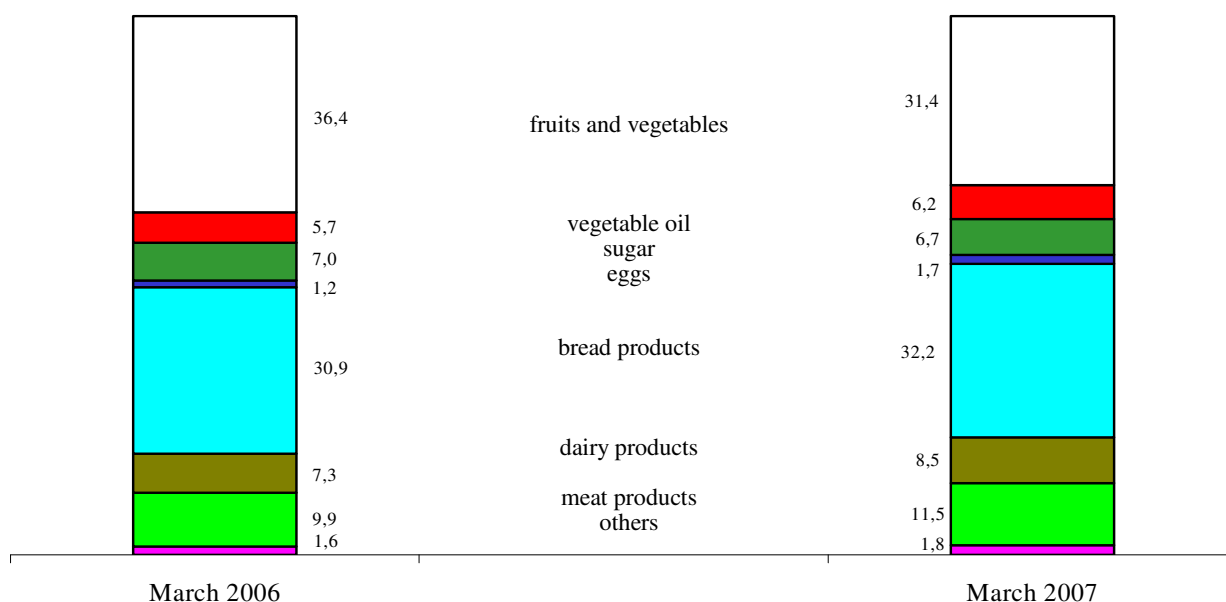 36,4
fruits and vegetables
31,4
5,7
vegetable oil
6,2
7,0
sugar
6,7
1,2
eggs
1,7
30,9
bread products
32,2
7,3
dairy products
8,5
9,9
meat products
11,5
1,6
others
1,8
March 2006
March 2007